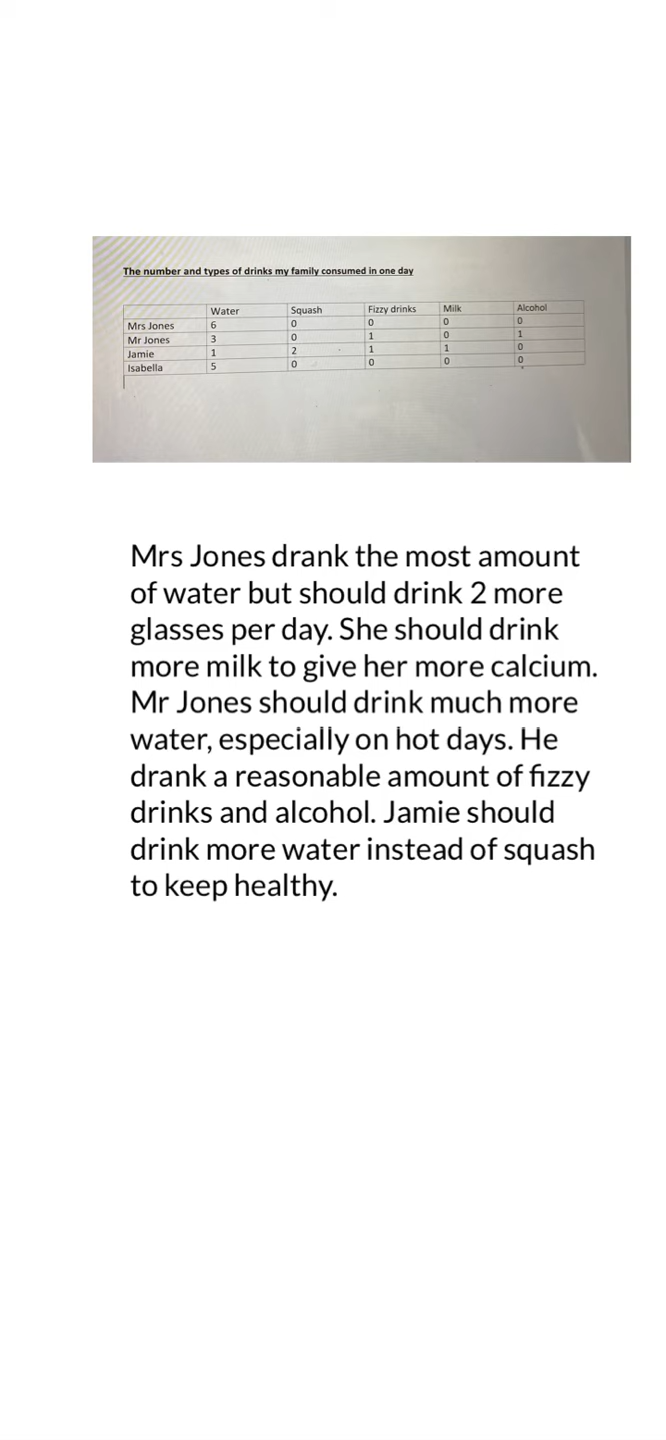 The number and types of drinks my family consumed in one day
Water Squash Fizzy drinks Milk Alcohol
Mrs Jones 6 0 0 0 0
Mr Jones 3 0 1 0 1
Jamie 1 2 1 1 0
Isabella 5 0 0 0 0
Mrs Jones drank the most amount
of water but should drink 2 more
glasses per day. She should drink
more milk to give her more calcium.
Mr Jones should drink much more
water, especially on hot days. He
drank a reasonable amount of fizzy
drinks and alcohol. Jamie should
drink more water instead of squash
to keep healthy.